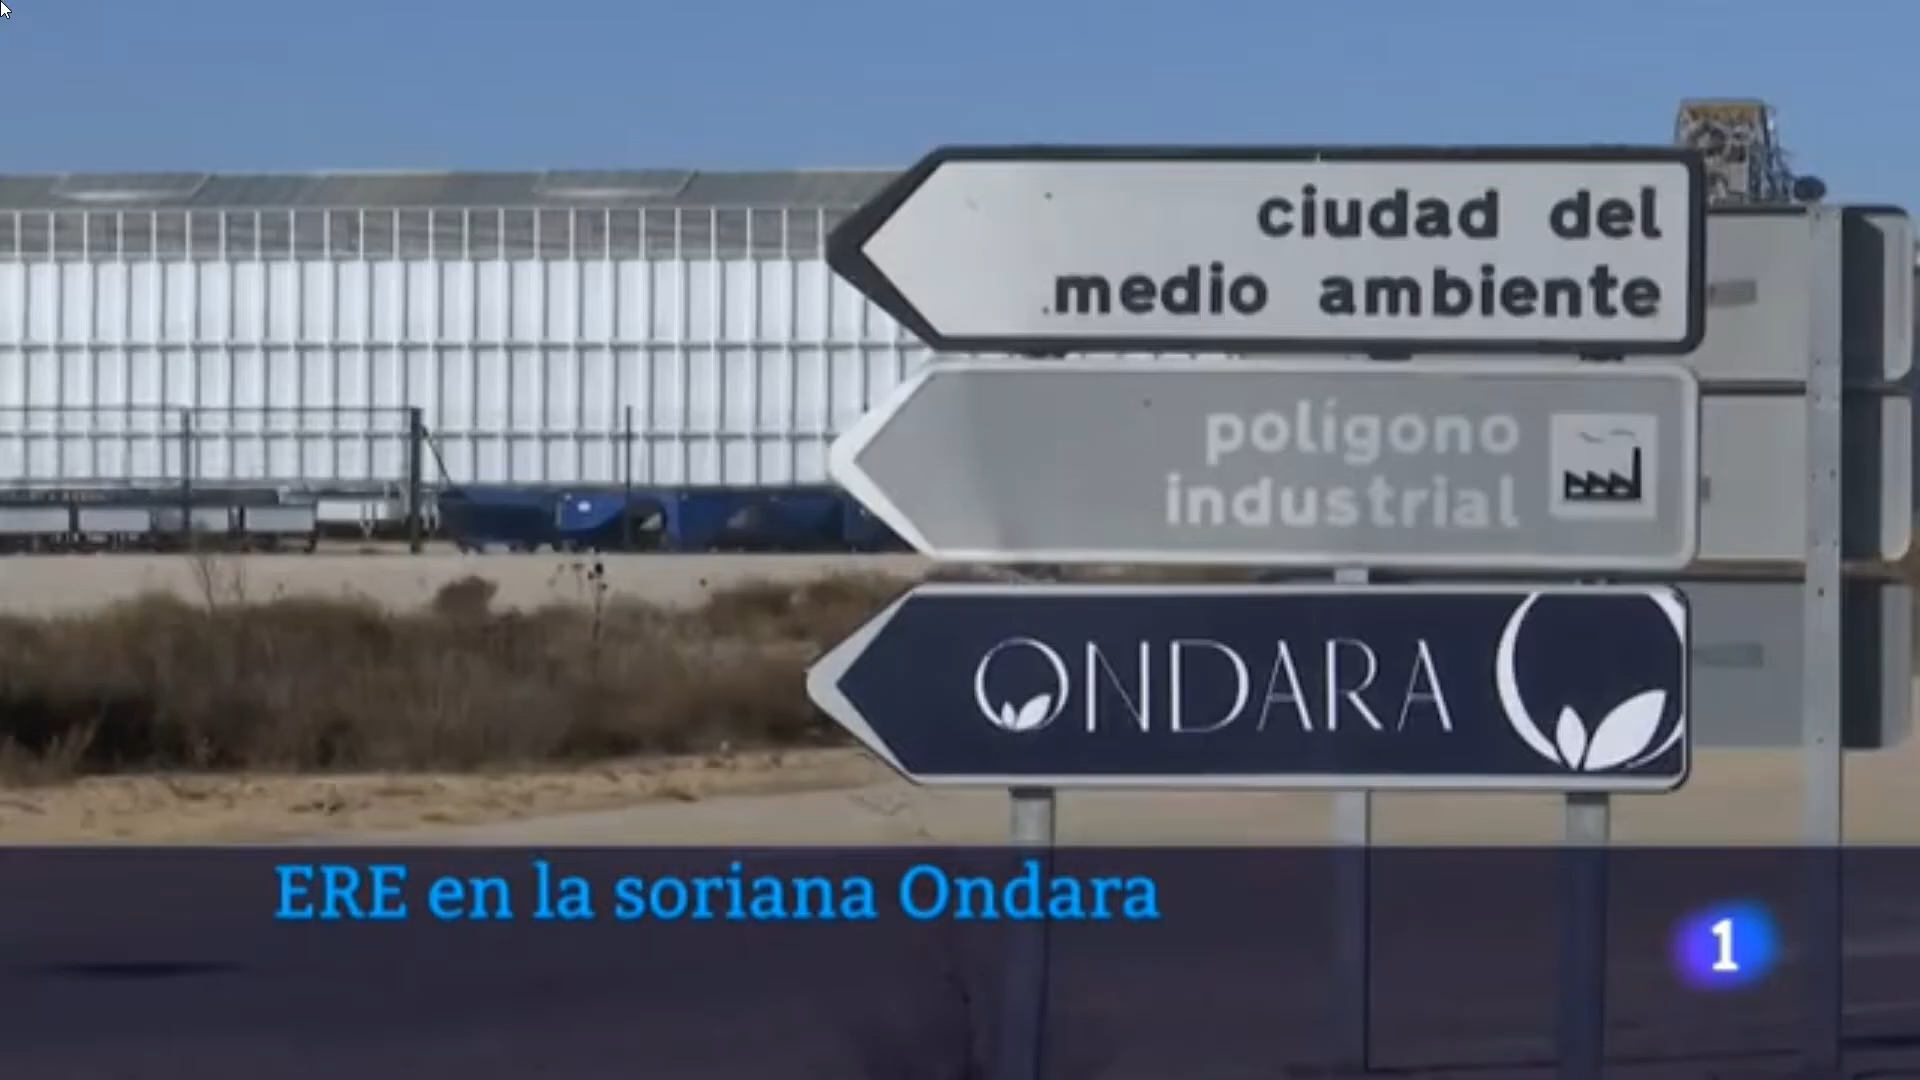 ciudad del
medio ambiente
polígono
industrial
ONDARA
ERE en la soriana Ondara
1